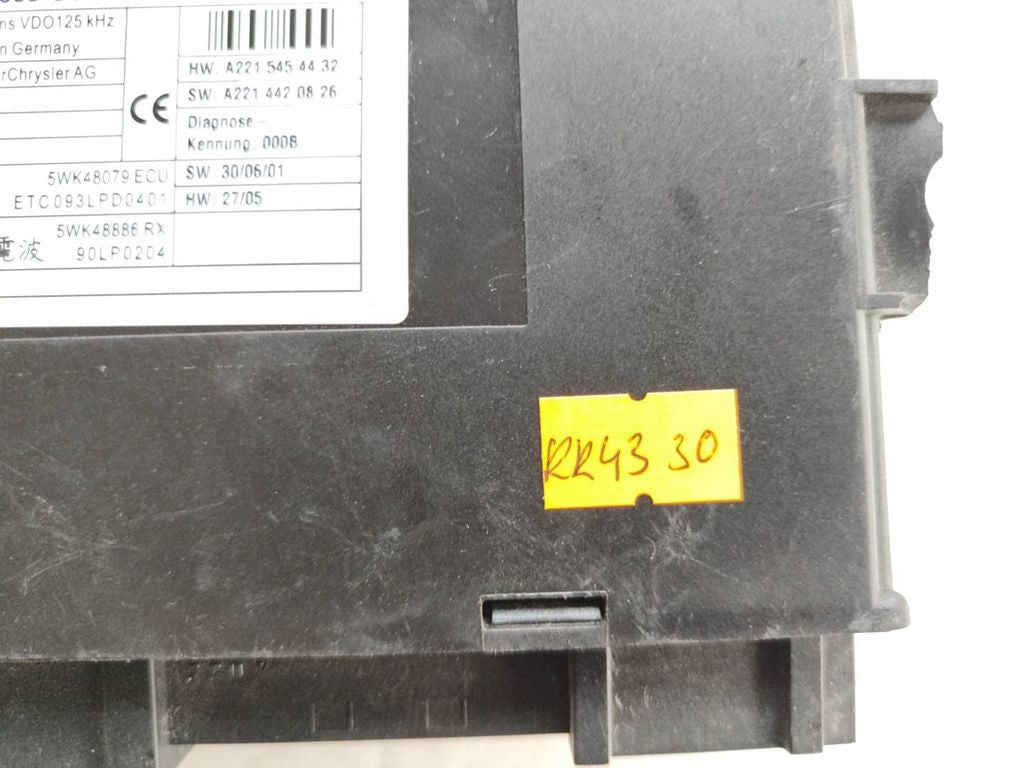 ns VDO125 kHz
n Germany
rChrysler AG
CE
HW: A221 545 44 32
SW: A221 442 08 26
Diagnose -
Kennung: 0008
5WK48079 ECU
ETC093LPD0401
SW: 30/06/01
HW: 27/05
電波
5WK48886 RX
90LP0204
RR43 30